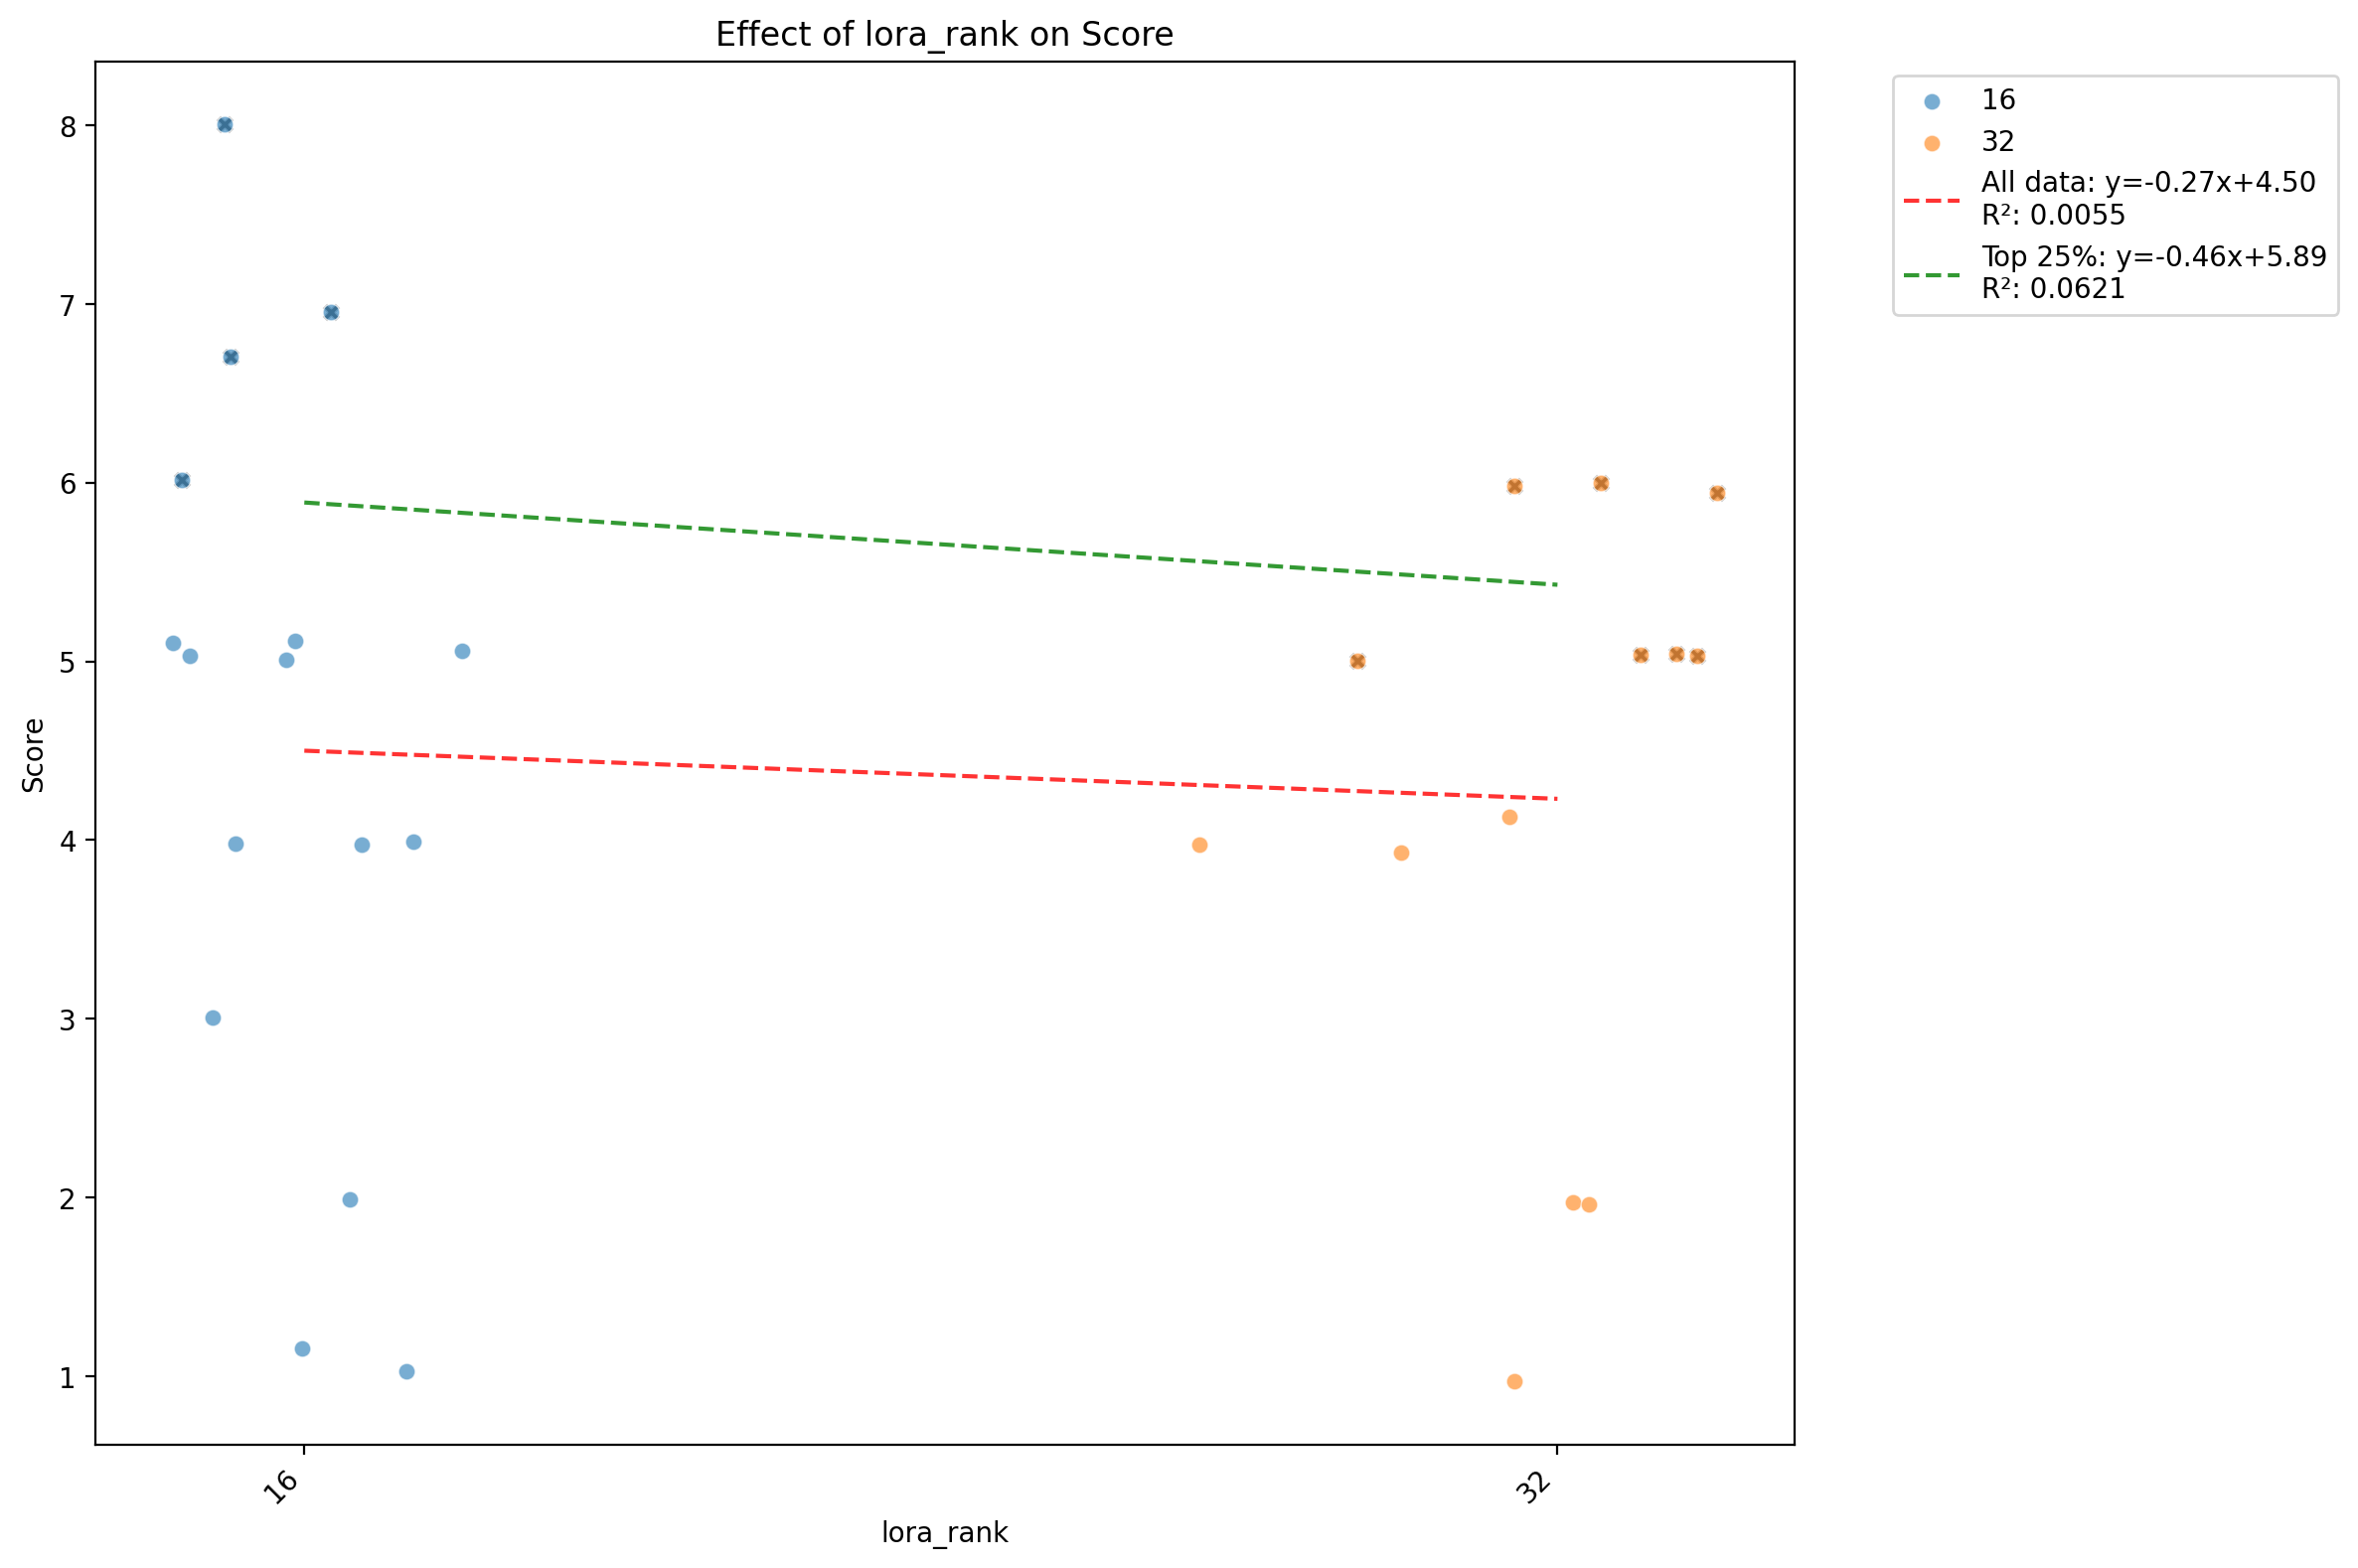 Effect of lora_rank on Score
8
7
6
5
4
3
2
1
Score
16
32
lora_rank
16
32
All data: y=-0.27x+4.50
R²: 0.0055
Top 25%: y=-0.46x+5.89
R²: 0.0621